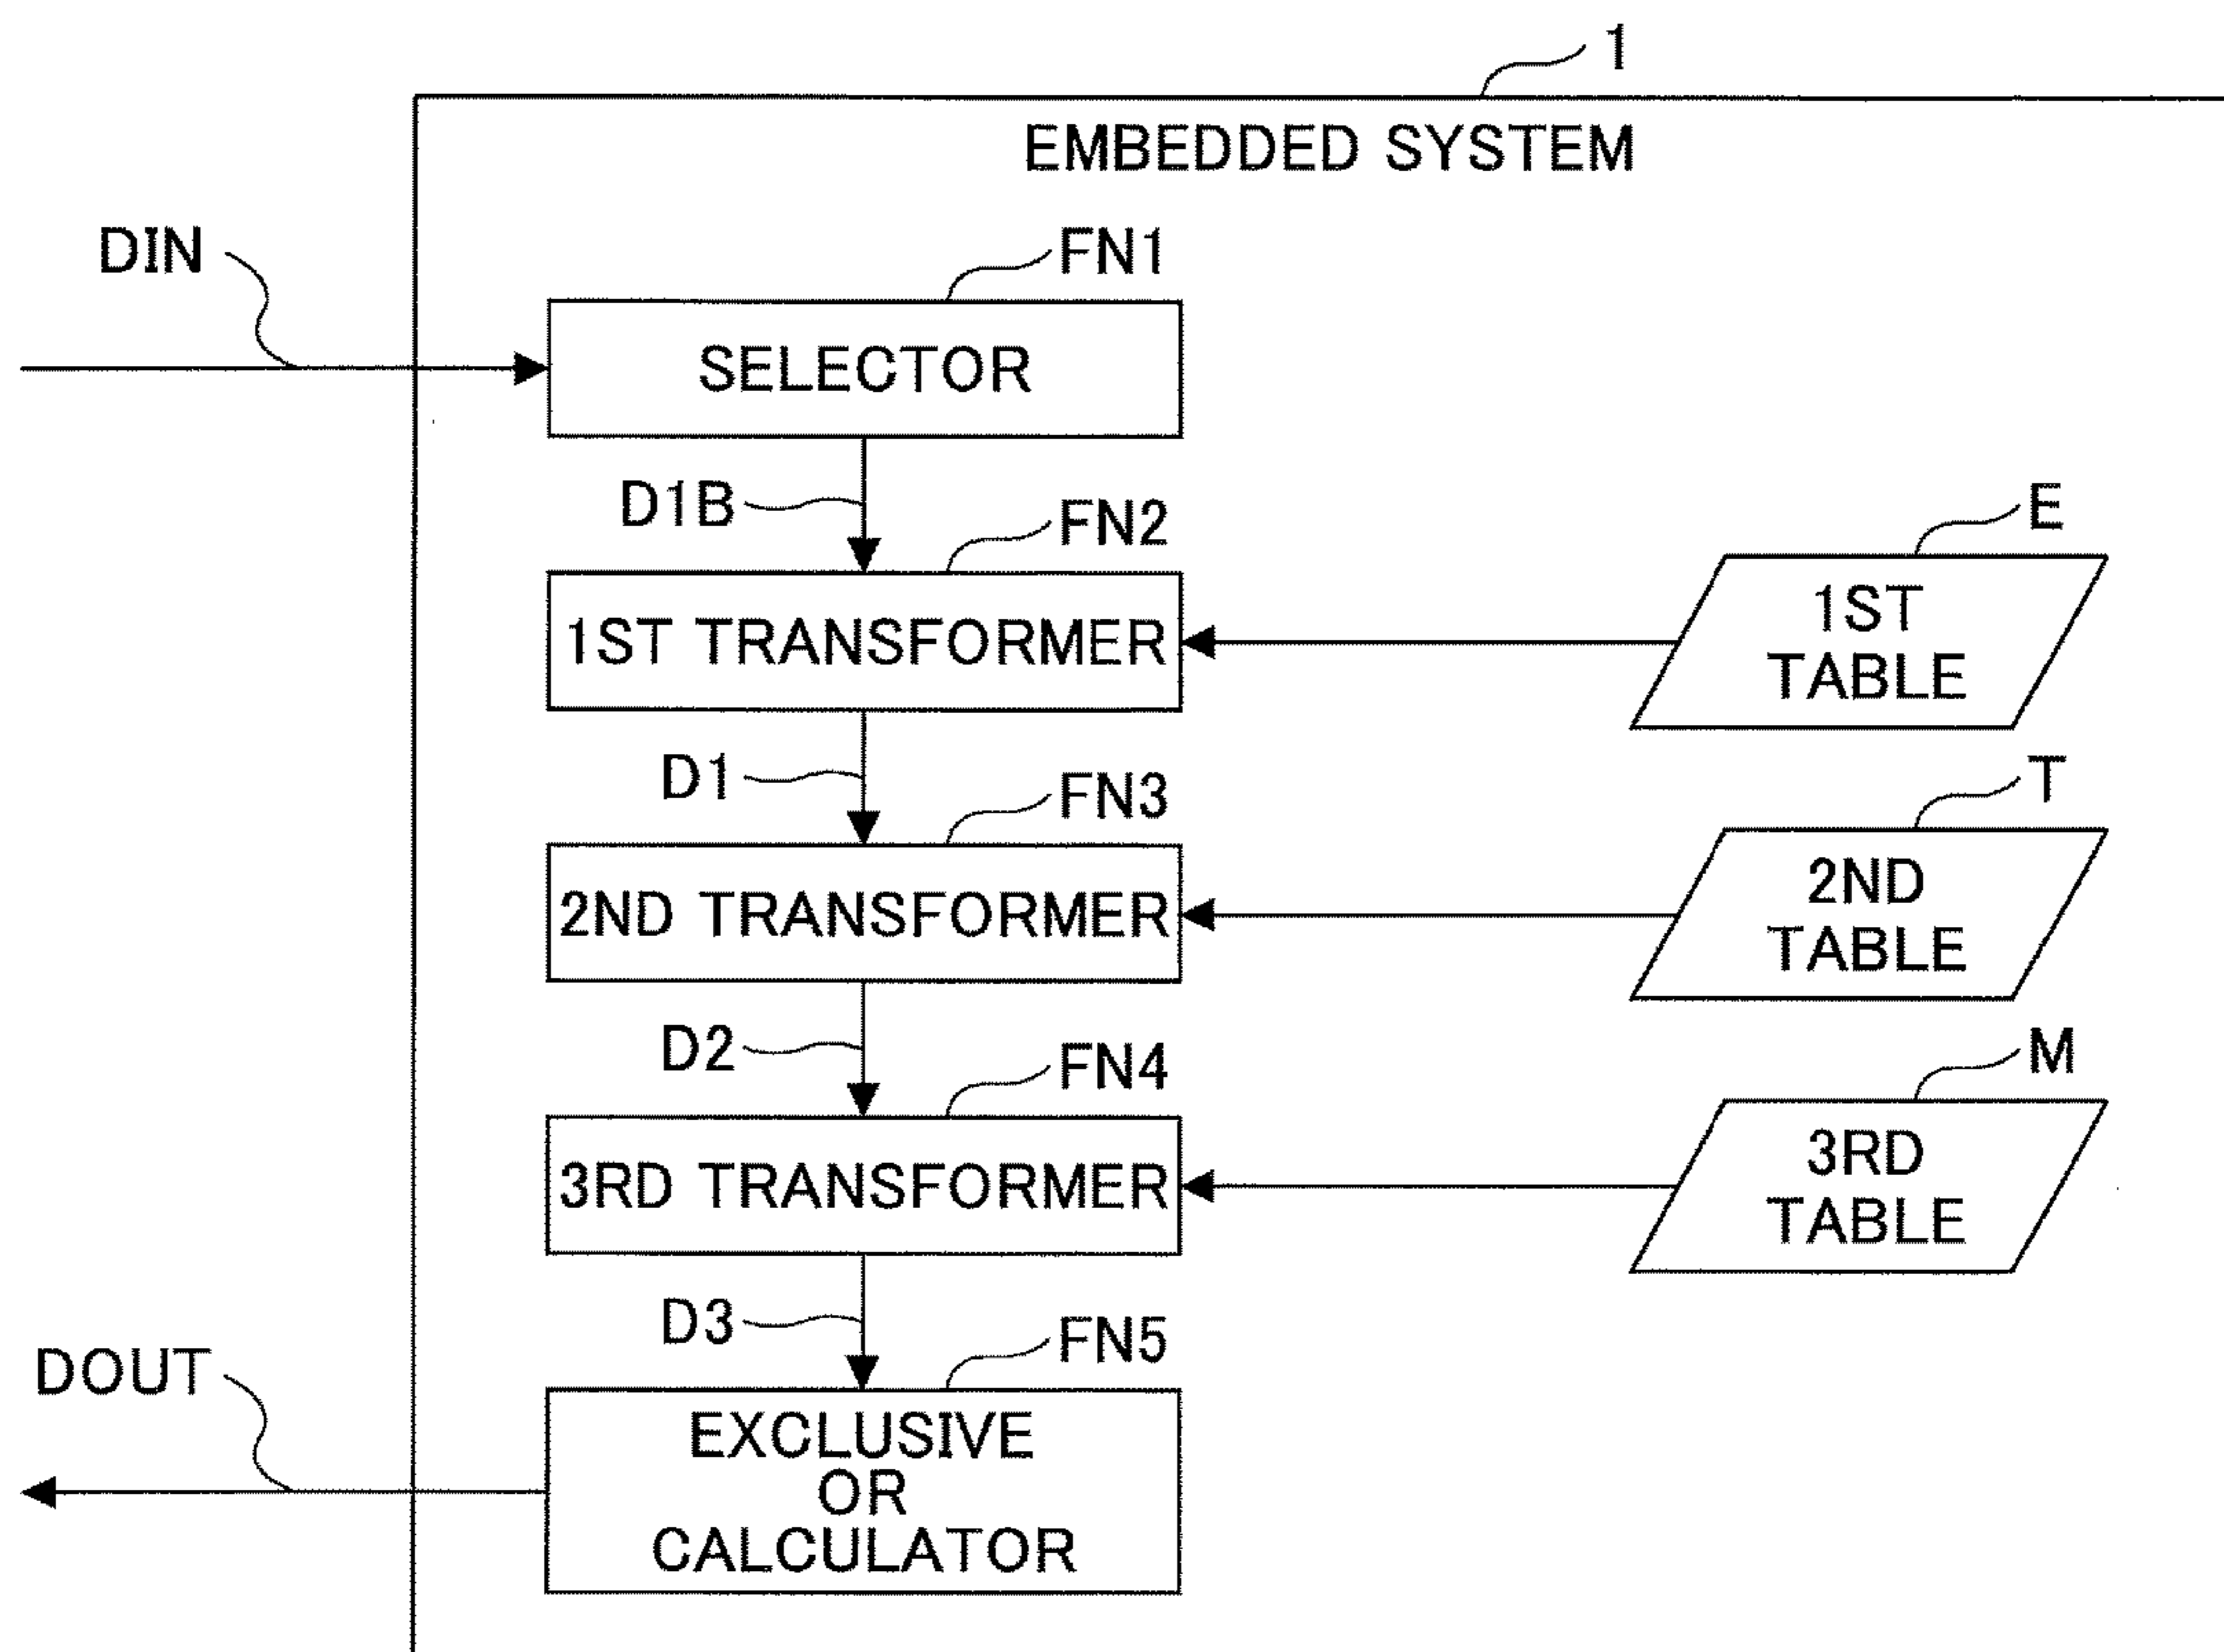 1
EMBEDDED SYSTEM
DIN
FN1
SELECTOR
D1B
FN2
E
1ST TRANSFORMER
1ST
TABLE
D1
FN3
T
2ND TRANSFORMER
2ND
TABLE
D2
FN4
M
3RD TRANSFORMER
3RD
TABLE
D3
FN5
DOUT
EXCLUSIVE
OR
CALCULATOR